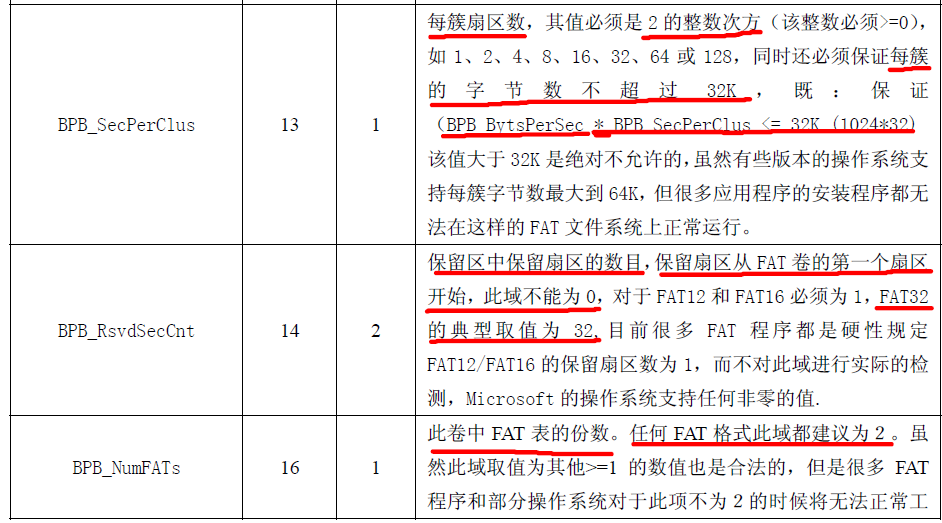 每簇扇区数，其值必须是 2 的整数次方（该整数必须>=0)，
如 1、2、4、8、16、32、64 或 128，同时还必须保证每簇
的字节数不超过 32K ，既：保证
BPB_SecPerClus 13 1 (BPB_BytsPerSec * BPB_SecPerClus <= 32K (1024*32)
该值大于 32K 是绝对不允许的，虽然有些版本的操作系统支
持每簇字节数最大到 64K，但很多应用程序的安装程序都无
法在这样的 FAT 文件系统上正常运行。
保留区中保留扇区的数目，保留扇区从 FAT 卷的第一个扇区
开始，此域不能为 0，对于 FAT12 和 FAT16 必须为 1，FAT32
BPB_RsvdSecCnt 14 2 的典型取值为 32,目前很多 FAT 程序都是硬性规定
FAT12/FAT16 的保留扇区数为 1，而不对此域进行实际的检
测，Microsoft 的操作系统支持任何非零的值.
此卷中 FAT 表的份数。任何 FAT 格式此域都建议为 2 。虽
BPB_NumFATs 16 1 然此域取值为其他>=1 的数值也是合法的，但是很多 FAT
程序和部分操作系统对于此项不为 2 的时候将无法正常工